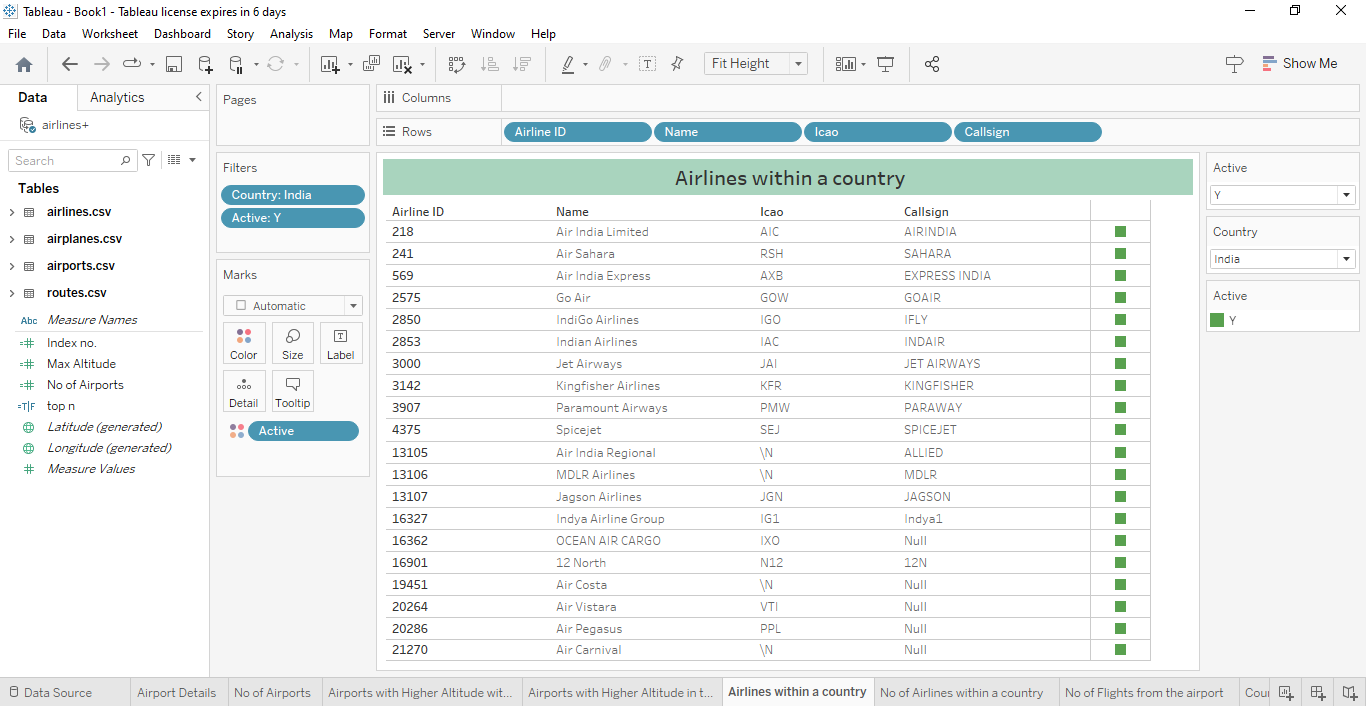 Tableau - Book1 - Tableau license expires in 6 days
File Data Worksheet Dashboard Story Analysis Map Format Server Window Help
Fit Height
Show Me
Data Analytics
airlines+
Search
Tables
airlines.csv
airplanes.csv
airports.csv
routes.csv
Abc Measure Names
Index no.
Max Altitude
No of Airports
T|F top n
Latitude (generated)
Longitude (generated)
Measure Values
Pages
Filters
Country: India
Active: Y
Marks
Automatic
Color Size Label
Detail Tooltip
Active
Columns
Rows Airline ID Name Icao Callsign
Airlines within a country
Airline ID Name Icao Callsign
218 Air India Limited AIC AIRINDIA
241 Air Sahara RSH SAHARA
569 Air India Express AXB EXPRESS INDIA
2575 Go Air GOW GOAIR
2850 IndiGo Airlines IGO IFLY
2853 Indian Airlines IAC INDAIR
3000 Jet Airways JAI JET AIRWAYS
3142 Kingfisher Airlines KFR KINGFISHER
3907 Paramount Airways PMW PARAWAY
4375 Spicejet SEJ SPICEJET
13105 Air India Regional \N ALLIED
13106 MDLR Airlines \N MDLR
13107 Jagson Airlines JGN JAGSON
16327 Indya Airline Group IG1 Indya1
16362 OCEAN AIR CARGO IXO Null
16901 12 North N12 12N
19451 Air Costa \N Null
20264 Air Vistara VTI Null
20286 Air Pegasus PPL Null
21270 Air Carnival \N Null
Active
Y
Country
India
Active
Y
Data Source Airport Details No of Airports Airports with Higher Altitude wit... Airports with Higher Altitude in t... Airlines within a country No of Airlines within a country No of Flights from the airport Cou